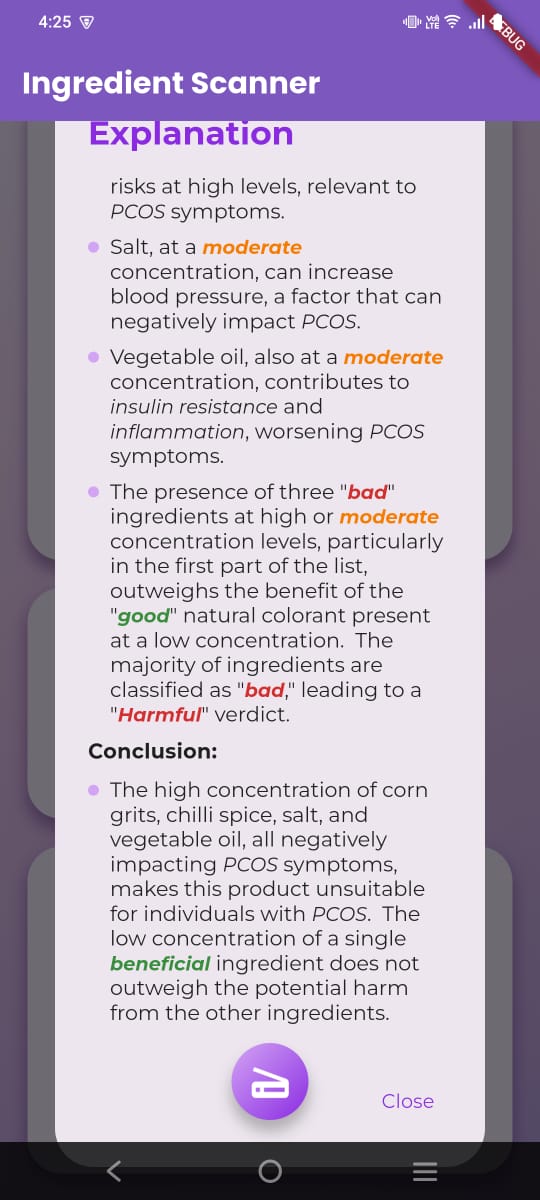 4:25
Vo)
LTE
Ingredient Scanner
Explanation
risks at high levels, relevant to
PCOS symptoms.
Salt, at a moderate
concentration, can increase
blood pressure, a factor that can
negatively impact PCOS.
Vegetable oil, also at a moderate
concentration, contributes to
insulin resistance and
inflammation, worsening PCOS
symptoms.
The presence of three "bad"
ingredients at high or moderate
concentration levels, particularly
in the first part of the list,
outweighs the benefit of the
"good" natural colorant present
at a low concentration.  The
majority of ingredients are
classified as "bad," leading to a
"Harmful" verdict.
Conclusion:
The high concentration of corn
grits, chilli spice, salt, and
vegetable oil, all negatively
impacting PCOS symptoms,
makes this product unsuitable
for individuals with PCOS.  The
low concentration of a single
beneficial ingredient does not
outweigh the potential harm
from the other ingredients.
Close